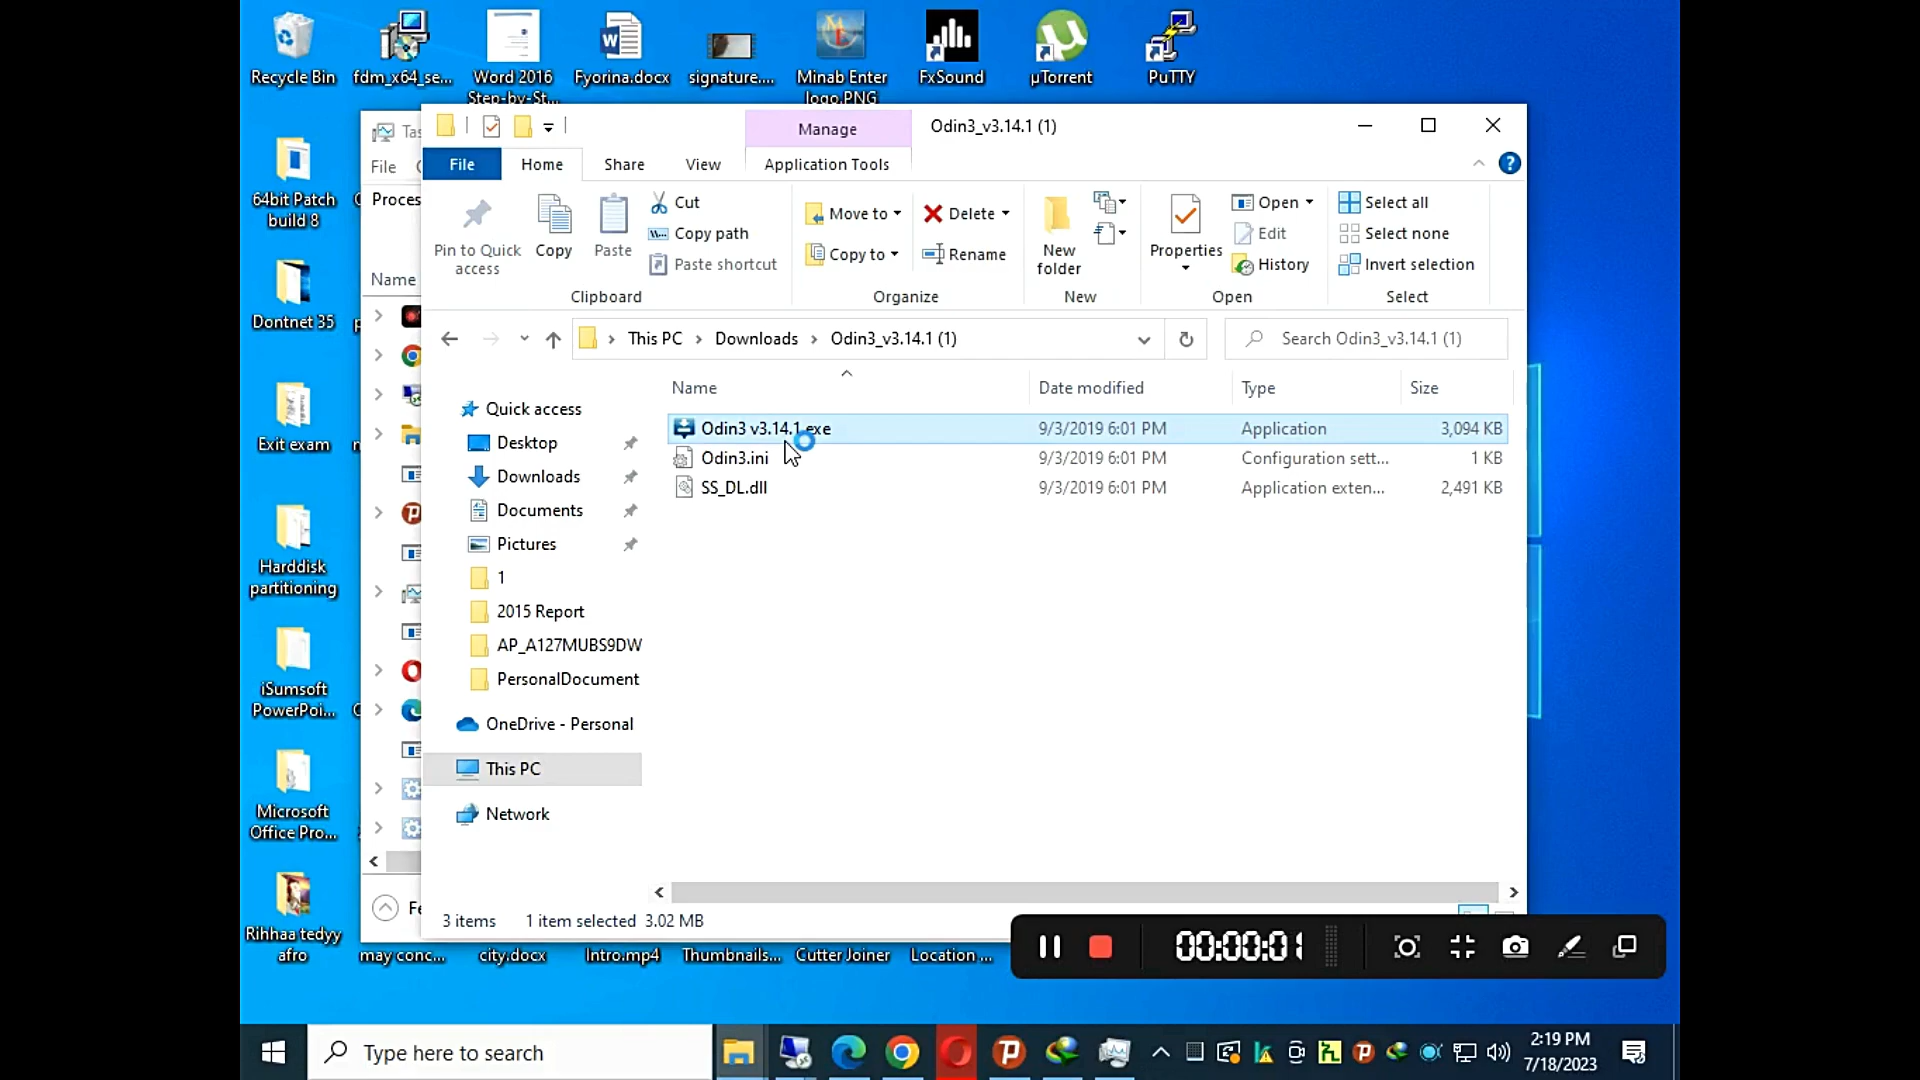 Recycle Bin
fdm_x64_se...
Word 2016
Step-by-St...
Fyorina.docx
signature....
Minab Enter
logo.PNG
FxSound
µTorrent
PuTTY
64bit Patch
build 8
Dontnet 35
Exit exam
Harddisk
partitioning
iSumsoft
PowerPoi...
Microsoft
Office Pro...
Rihhaa tedyy
afro
may conc...
city.docx
Intro.mp4
Thumbnails...
Cutter Joiner
Location ...
File
Proces
Name
Manage
Odin3_v3.14.1 (1)
File
Home
Share
View
Application Tools
Pin to Quick
access
Copy
Paste
Cut
Copy path
Paste shortcut
Clipboard
Move to
Copy to
Delete
Rename
Organize
New
folder
New
Properties
Open
Edit
History
Open
Select all
Select none
Invert selection
Select
This PC > Downloads > Odin3_v3.14.1 (1)
Search Odin3_v3.14.1 (1)
Name
Date modified
Type
Size
Odin3 v3.14.1.exe 9/3/2019 6:01 PM Application 3,094 KB
Odin3.ini 9/3/2019 6:01 PM Configuration sett... 1 KB
SS_DL.dll 9/3/2019 6:01 PM Application exten... 2,491 KB
Quick access
Desktop
Downloads
Documents
Pictures
1
2015 Report
AP_A127MUBS9DW
PersonalDocument
OneDrive - Personal
This PC
Network
3 items 1 item selected 3.02 MB
00:00:01
Type here to search
2:19 PM
7/18/2023